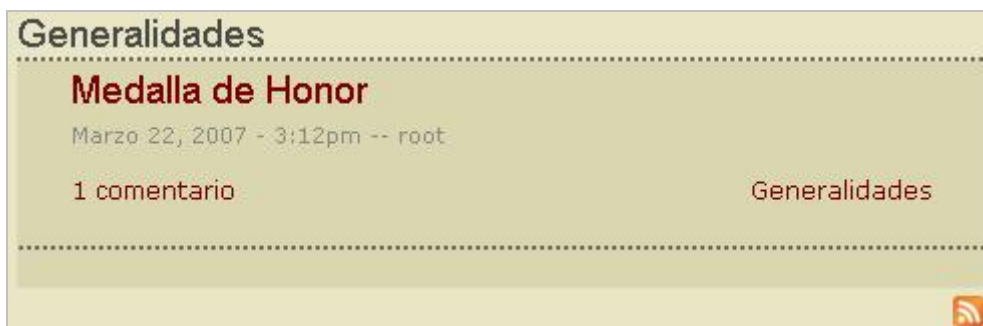 Generalidades
Medalla de Honor
Marzo 22, 2007 - 3:12pm -- root
1 comentario Generalidades